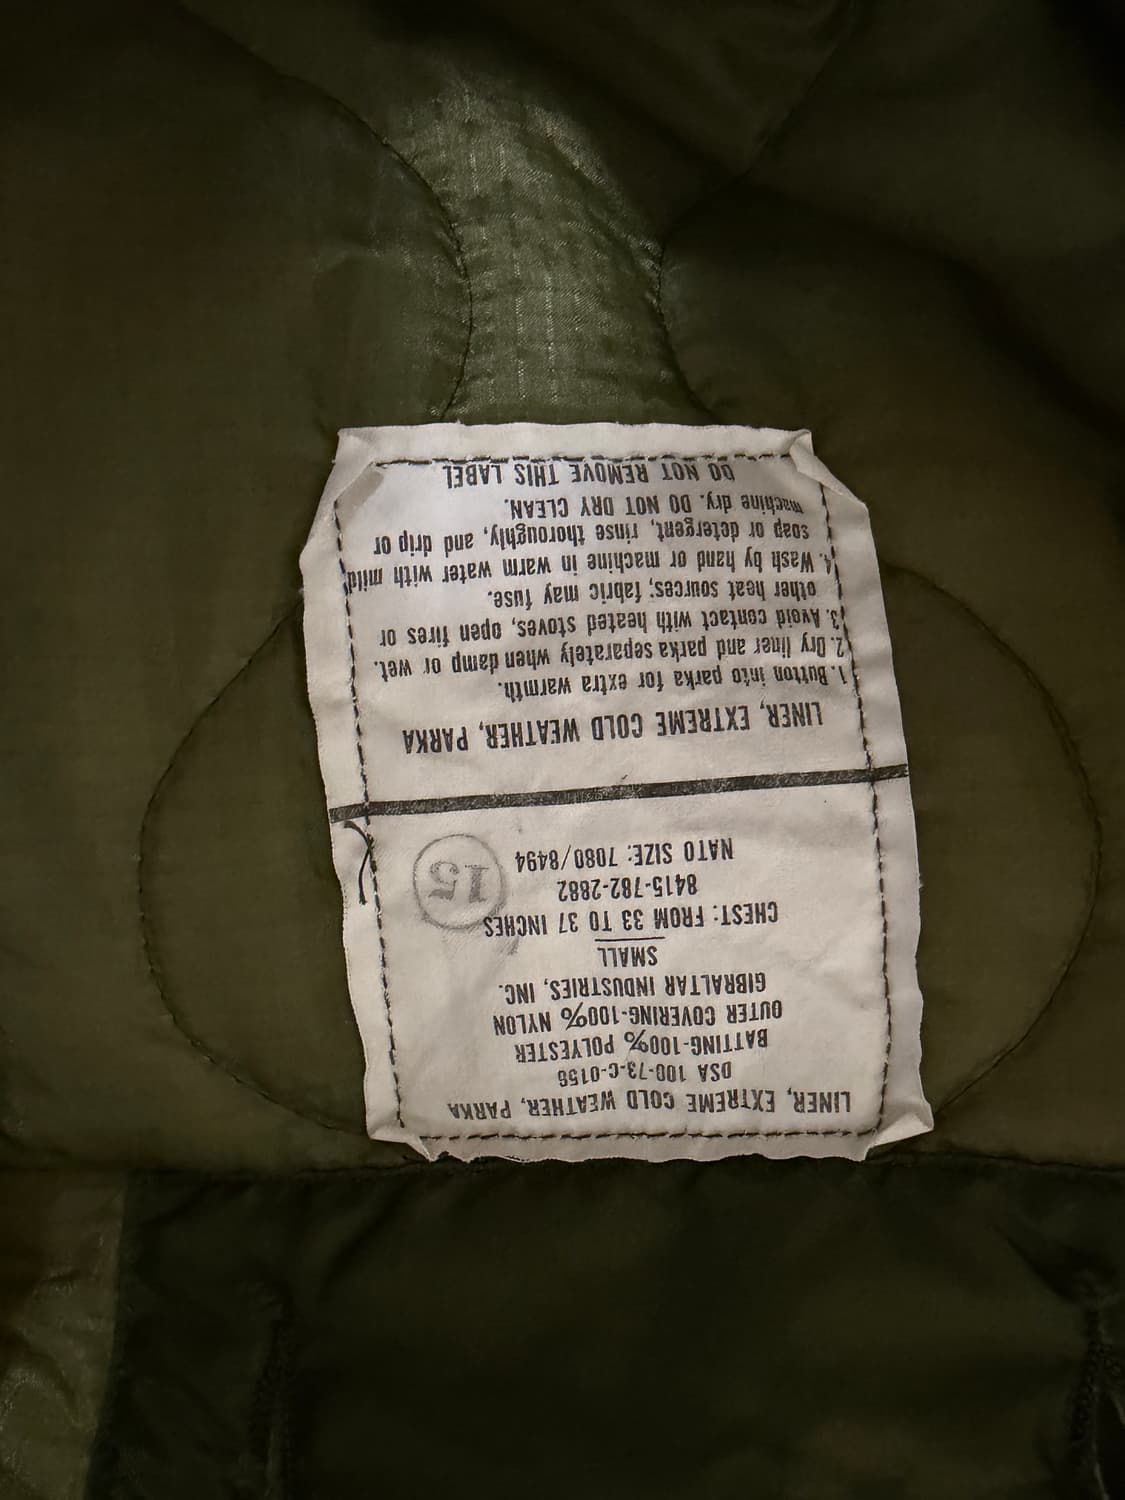 LINER, EXTREME COLD WEATHER, PARKA
DSA 100-73-C-0156
BATTING-100% POLYESTER
OUTER COVERING-100% NYLON
GIBRALTAR INDUSTRIES, INC.
SMALL
CHEST: FROM 33 TO 37 INCHES
8415-782-2882
NATO SIZE: 7080/8494
15
LINER, EXTREME COLD WEATHER, PARKA
1. Button into parka for extra warmth.
2. Dry liner and parka separately when damp or wet.
3. Avoid contact with heated stoves, open fires or
other heat sources; fabric may fuse.
4. Wash by hand or machine in warm water with mild
soap or detergent, rinse thoroughly, and drip or
machine dry. DO NOT DRY CLEAN.
DO NOT REMOVE THIS LABEL